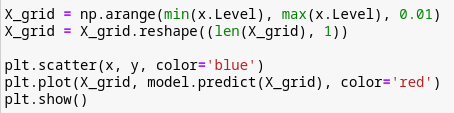 X_grid = np.arange(min(x.Level), max(x.Level), 0.01)
X_grid = X_grid.reshape((len(X_grid), 1))
plt.scatter(x, y, color='blue')
plt.plot(X_grid, model.predict(X_grid), color='red')
plt.show()